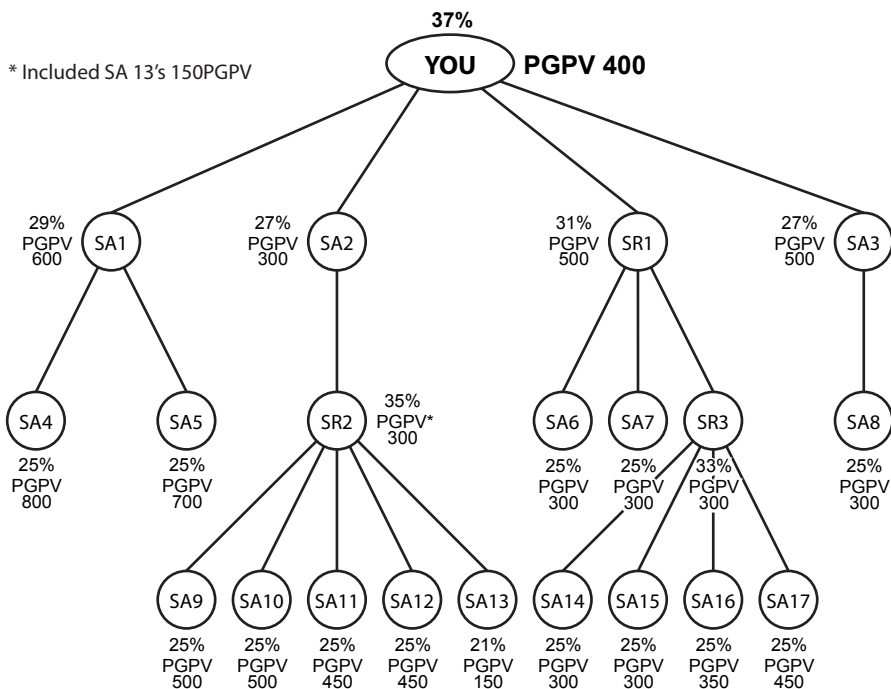 37%
* Included SA 13's 150PGPV
YOU
PGPV 400
29%
PGPV
600
SA1
27%
PGPV
300
SA2
31%
PGPV
500
SR1
27%
PGPV
500
SA3
SA4
25%
PGPV
800
SA5
25%
PGPV
700
SR2
35%
PGPV*
300
SA6
25%
PGPV
300
SA7
25%
PGPV
300
SR3
33%
PGPV
300
SA8
25%
PGPV
300
SA9
25%
PGPV
500
SA10
25%
PGPV
500
SA11
25%
PGPV
450
SA12
25%
PGPV
450
SA13
21%
PGPV
150
SA14
25%
PGPV
300
SA15
25%
PGPV
300
SA16
25%
PGPV
350
SA17
25%
PGPV
450